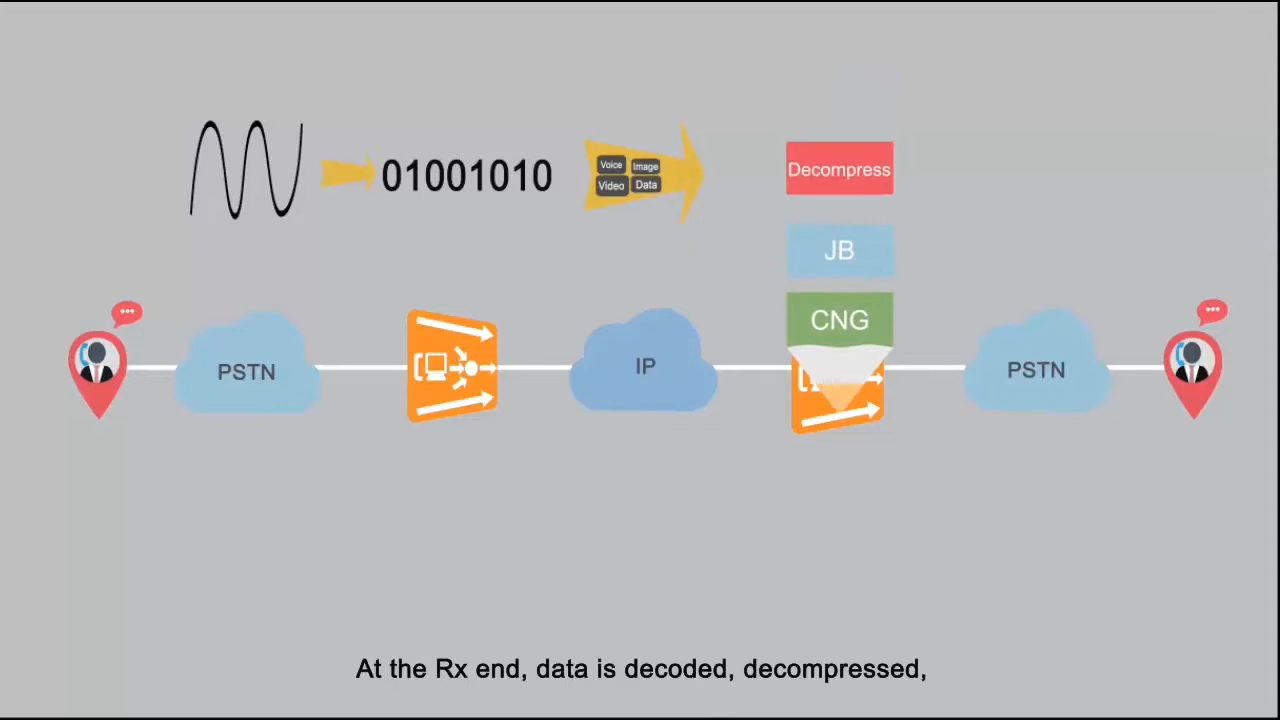 01001010
Voice
Image
Video
Data
Decompress
JB
CNG
PSTN
IP
PSTN
At the Rx end, data is decoded, decompressed,